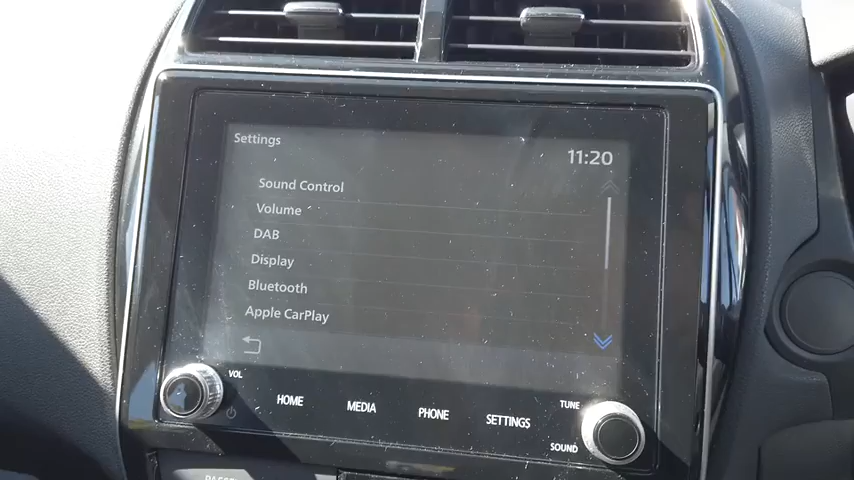 Settings
11:20
Sound Control
Volume
DAB
Display
Bluetooth
Apple CarPlay
VOL
HOME
MEDIA
PHONE
SETTINGS
TUNE
SOUND